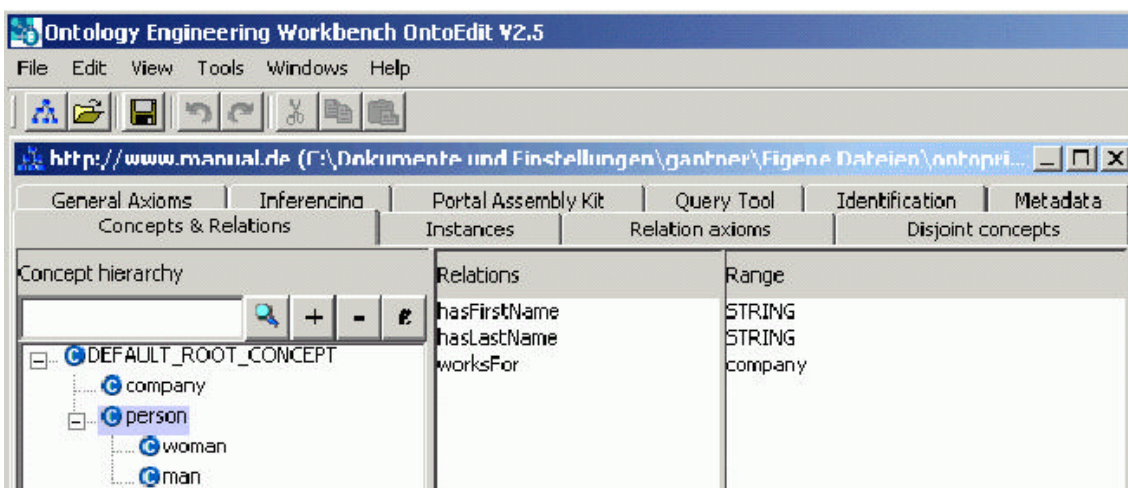 Ontology Engineering Workbench OntoEdit V2.5
File Edit View Tools Windows Help
http://www.manual.de (C:\Dokumente und Einstellungen\gantner\Eigene Dateien\ontopri...
General Axioms Inferencing Portal Assembly Kit Query Tool Identification Metadata
Concepts & Relations Instances Relation axioms Disjoint concepts
Concept hierarchy Relations Range
+ -
hasFirstName STRING
hasLastName STRING
worksFor company
DEFAULT_ROOT_CONCEPT
company
person
woman
man